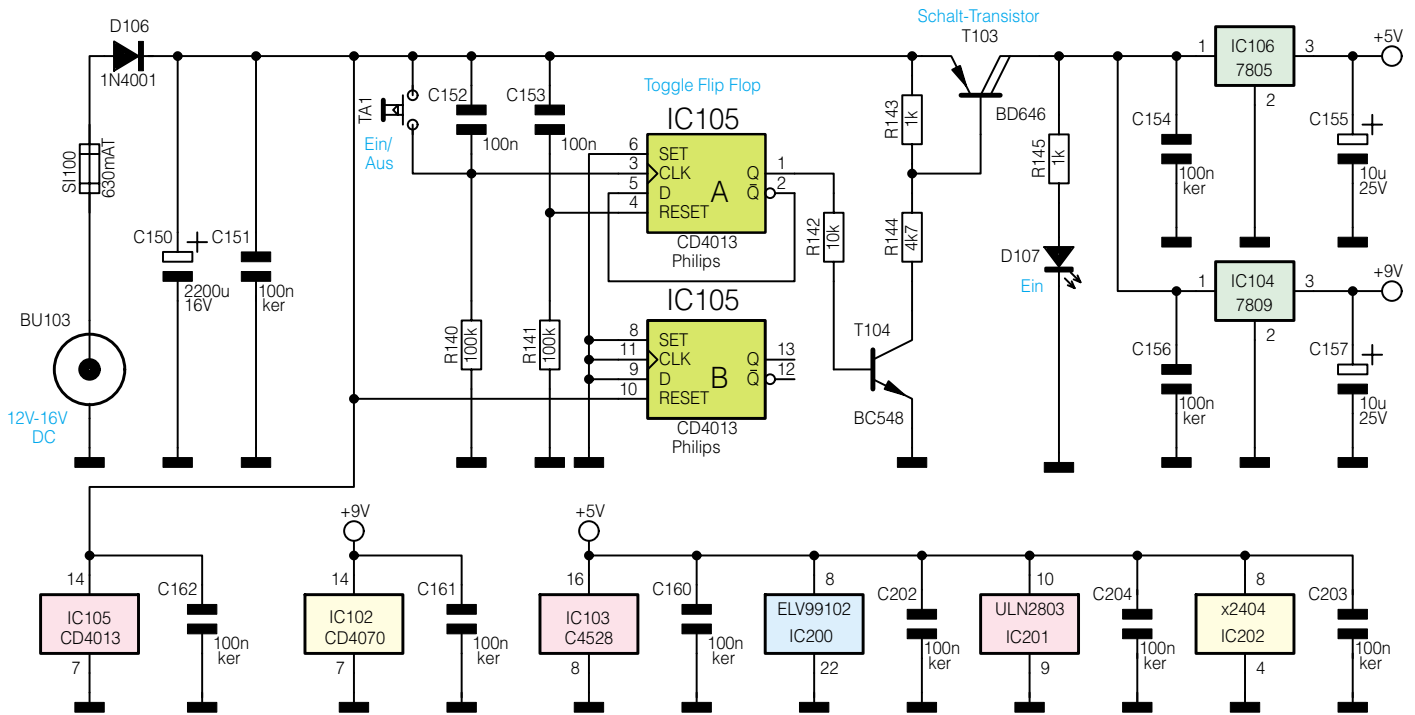 D106
1N4001
SI100
630mAT
BU103
12V-16V
DC
C150
+
2200u
16V
C151
100n
ker
TA1
Ein/
Aus
C152
100n
C153
100n
R140
100k
R141
100k
Toggle Flip Flop
IC105
6
SET
3
CLK
5
D
4
RESET
A
Q
1
Q̅
2
CD4013
Philips
IC105
8
SET
11
CLK
9
D
10
RESET
B
Q
13
Q̅
12
CD4013
Philips
R142
10k
R143
1k
R144
4k7
T104
BC548
Schalt-Transistor
T103
BD646
R145
1k
D107
Ein
C154
100n
ker
1
IC106
7805
3
2
+5V
C155
+
10u
25V
C156
100n
ker
1
IC104
7809
3
2
+9V
C157
+
10u
25V
14
IC105
CD4013
7
C162
100n
ker
+9V
14
IC102
CD4070
7
C161
100n
ker
+5V
16
IC103
C4528
8
C160
100n
ker
8
ELV99102
IC200
22
C202
100n
ker
10
ULN2803
IC201
9
C204
100n
ker
8
x2404
IC202
4
C203
100n
ker